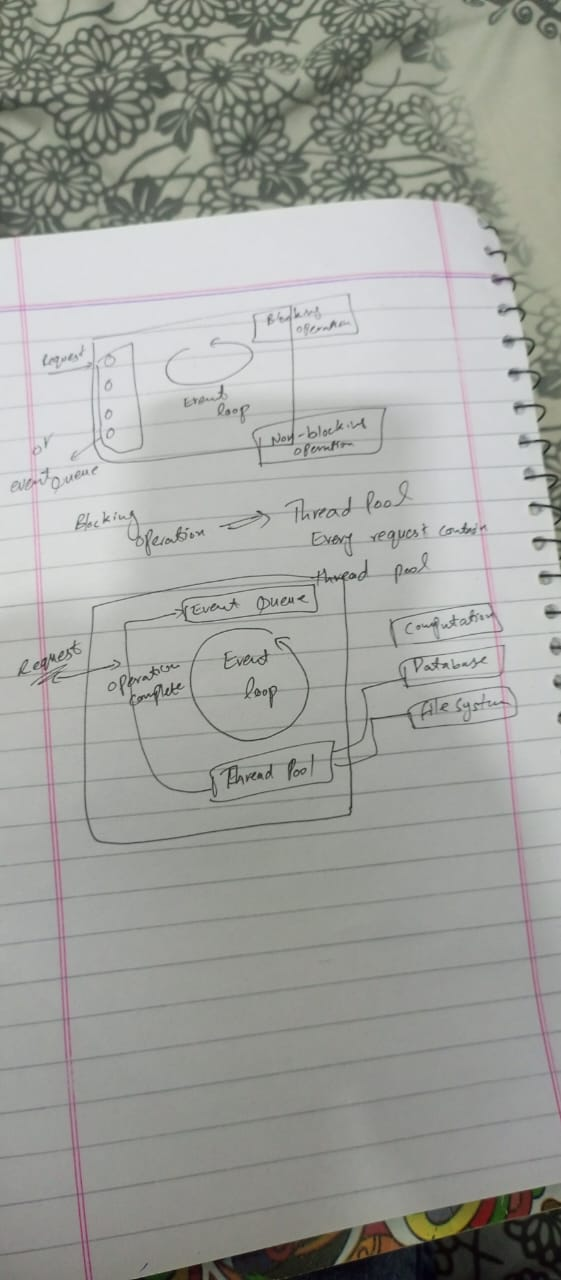 Request
Blocking
operation
Event
loop
or
event Queue
Non-blocking
operation
Blocking
operation
Thread Pool
Every request contain
thread pool
Event Queue
Request
operation
complete
Event
loop
Thread Pool
Computation
Database
file System